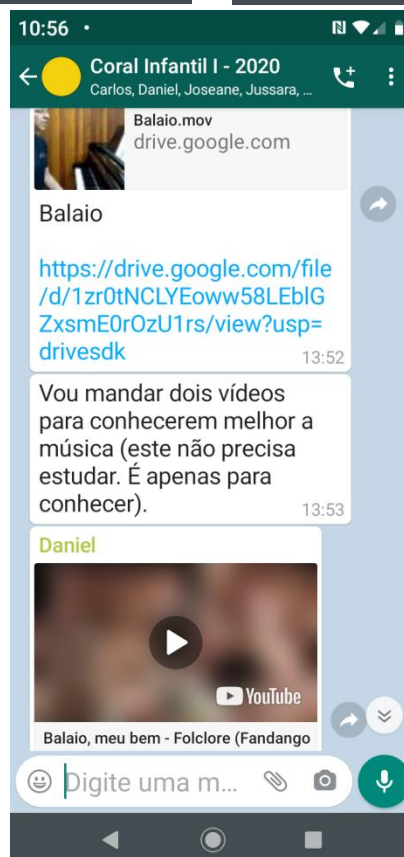 10:56
Coral Infantil I - 2020
Carlos, Daniel, Joseane, Jussara, ...
Balaio.mov
drive.google.com
Balaio
https://drive.google.com/file
/d/1zr0tNCLYEoww58LEblG
ZxsmE0rOzU1rs/view?usp=
drivesdk
13:52
Vou mandar dois vídeos
para conhecerem melhor a
música (este não precisa
estudar. É apenas para
conhecer).
13:53
Daniel
YouTube
Balaio, meu bem - Folclore (Fandango
Digite uma m...